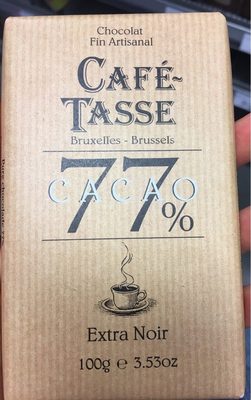 Chocolat
Fin Artisanal
CAFÉ-
TASSE
Bruxelles - Brussels
77%
CACAO
Extra Noir
100g e 3.53oz